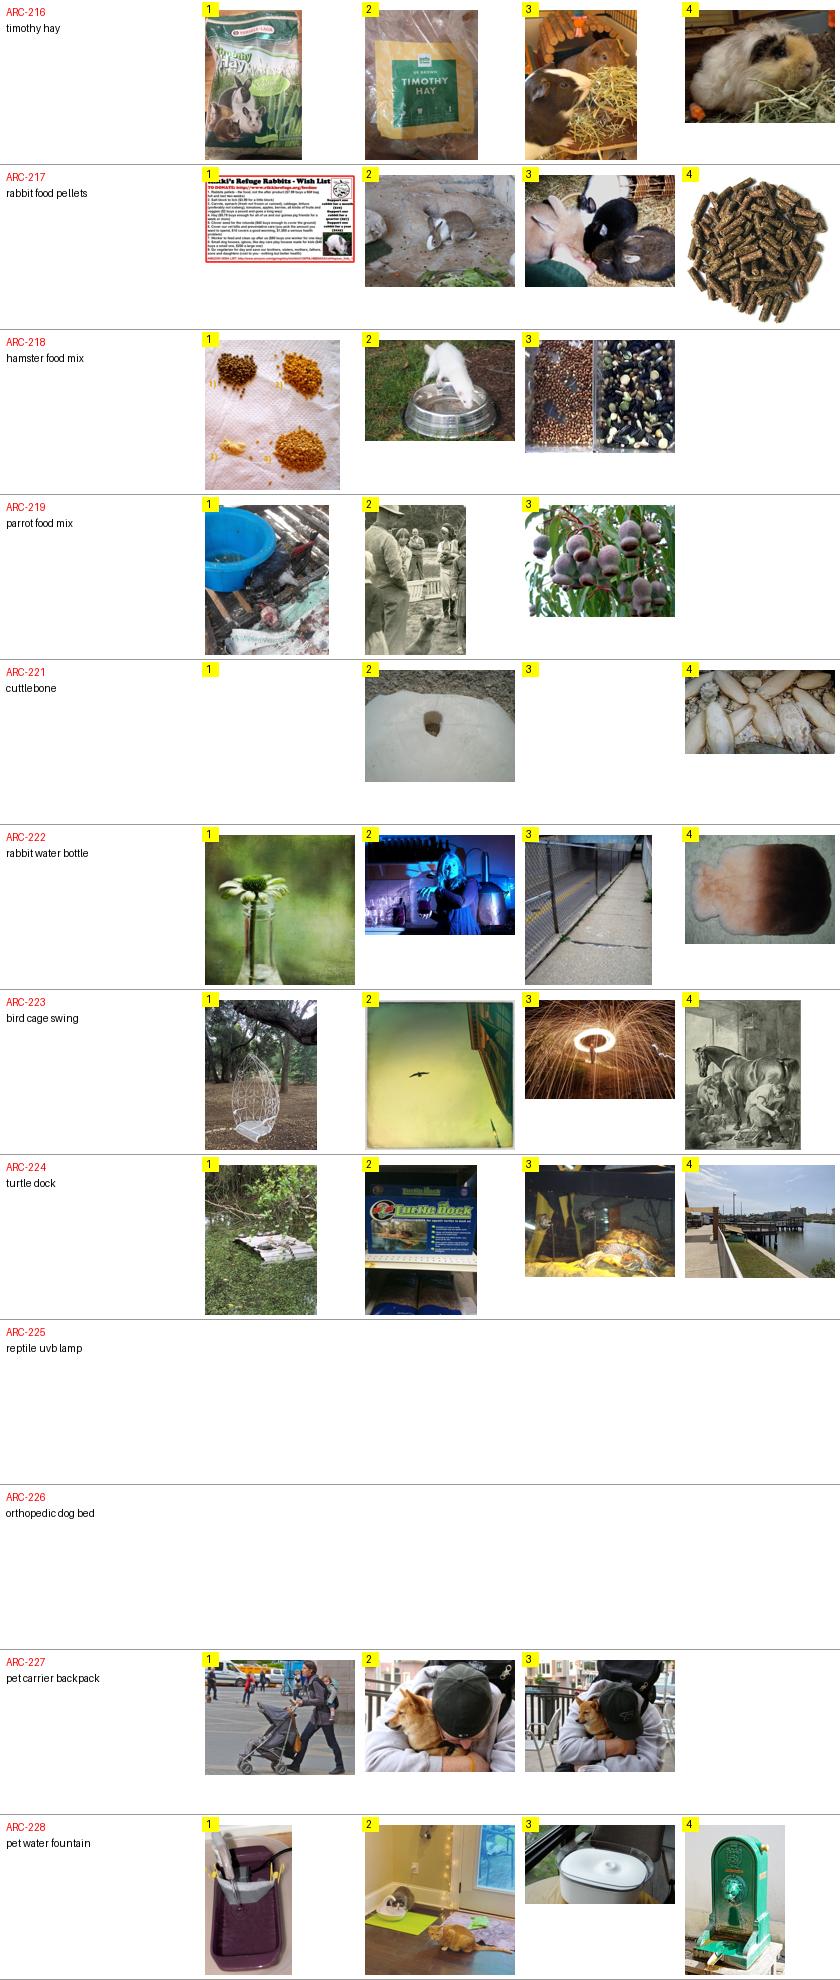 ARC-216
timothy hay
1
2
3
4
Hay
TIMOTHY
HAY
ARC-217
rabbit food pellets
1
2
3
4
Refuge Rabbits - Wish List
ARC-218
hamster food mix
1
2
3
ARC-219
parrot food mix
1
2
3
ARC-221
cuttlebone
1
2
3
4
ARC-222
rabbit water bottle
1
2
3
4
ARC-223
bird cage swing
1
2
3
4
ARC-224
turtle dock
1
2
3
4
Turtle Dock
ARC-225
reptile uvb lamp
ARC-226
orthopedic dog bed
ARC-227
pet carrier backpack
1
2
3
ARC-228
pet water fountain
1
2
3
4